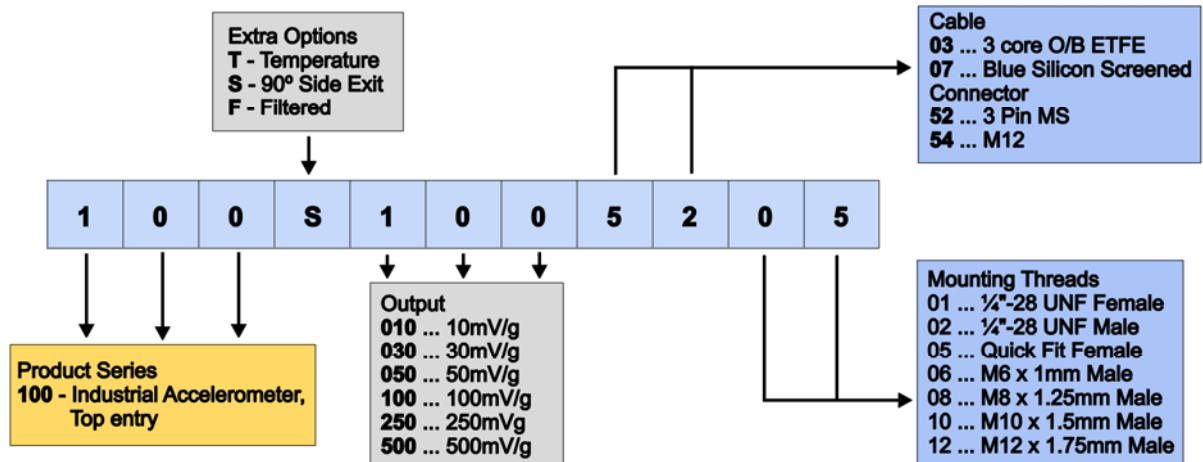 Extra Options
T - Temperature
S - 90º Side Exit
F - Filtered
Cable
03 ... 3 core O/B ETFE
07 ... Blue Silicon Screened
Connector
52 ... 3 Pin MS
54 ... M12
1 0 0 S 1 0 0 5 2 0 5
Product Series
100 - Industrial Accelerometer,
Top entry
Output
010 ... 10mV/g
030 ... 30mV/g
050 ... 50mV/g
100 ... 100mV/g
250 ... 250mVg
500 ... 500mV/g
Mounting Threads
01 ... ¼"-28 UNF Female
02 ... ¼"-28 UNF Male
05 ... Quick Fit Female
06 ... M6 x 1mm Male
08 ... M8 x 1.25mm Male
10 ... M10 x 1.5mm Male
12 ... M12 x 1.75mm Male